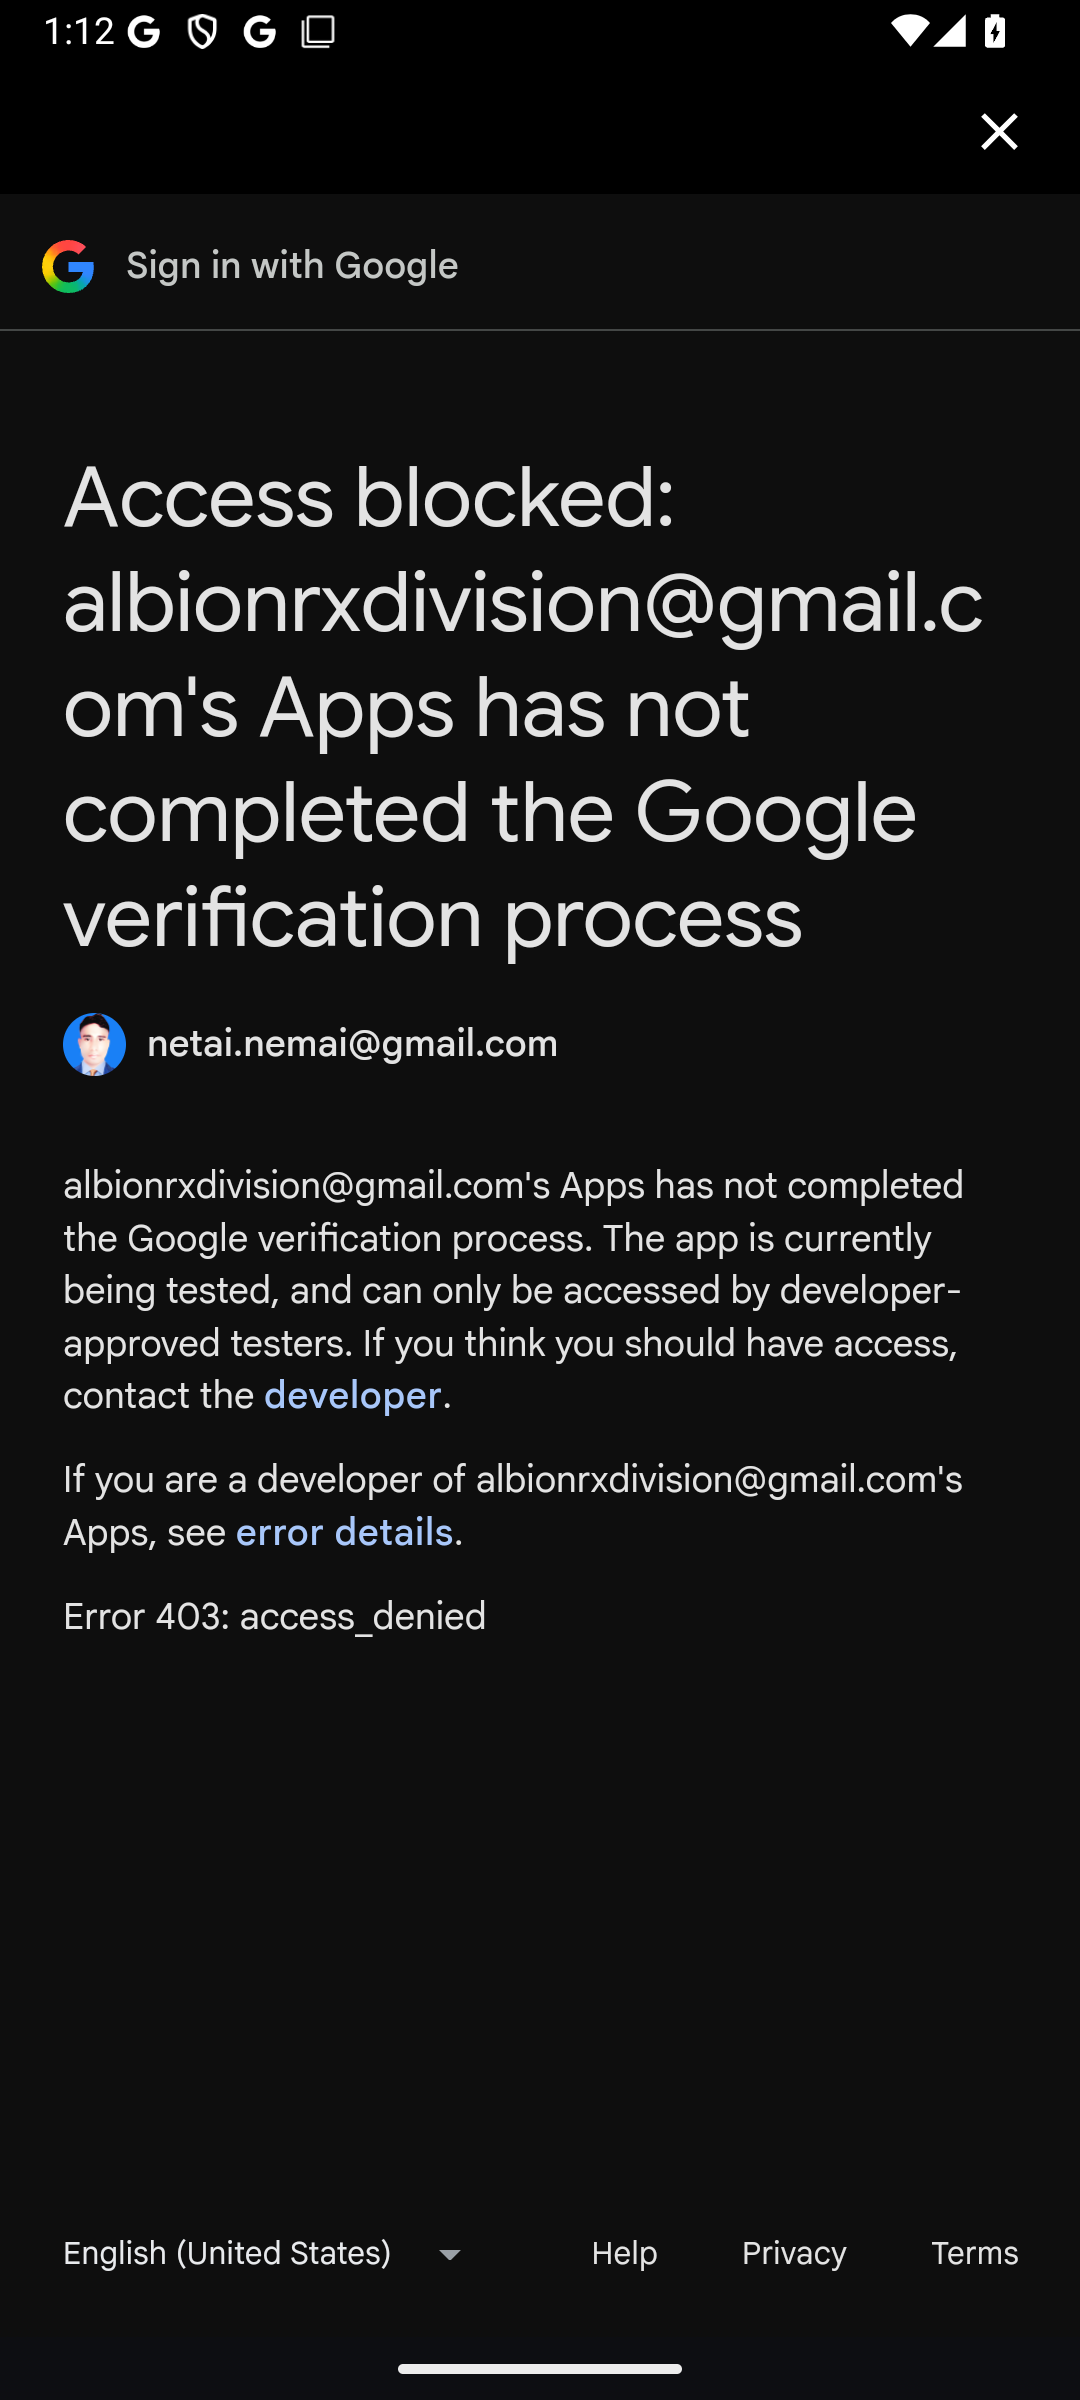 1:12
Sign in with Google
Access blocked:
albionrxdivision@gmail.c
om's Apps has not
completed the Google
verification process
netai.nemai@gmail.com
albionrxdivision@gmail.com's Apps has not completed
the Google verification process. The app is currently
being tested, and can only be accessed by developer-
approved testers. If you think you should have access,
contact the developer.
If you are a developer of albionrxdivision@gmail.com's
Apps, see error details.
Error 403: access_denied
English (United States) Help Privacy Terms